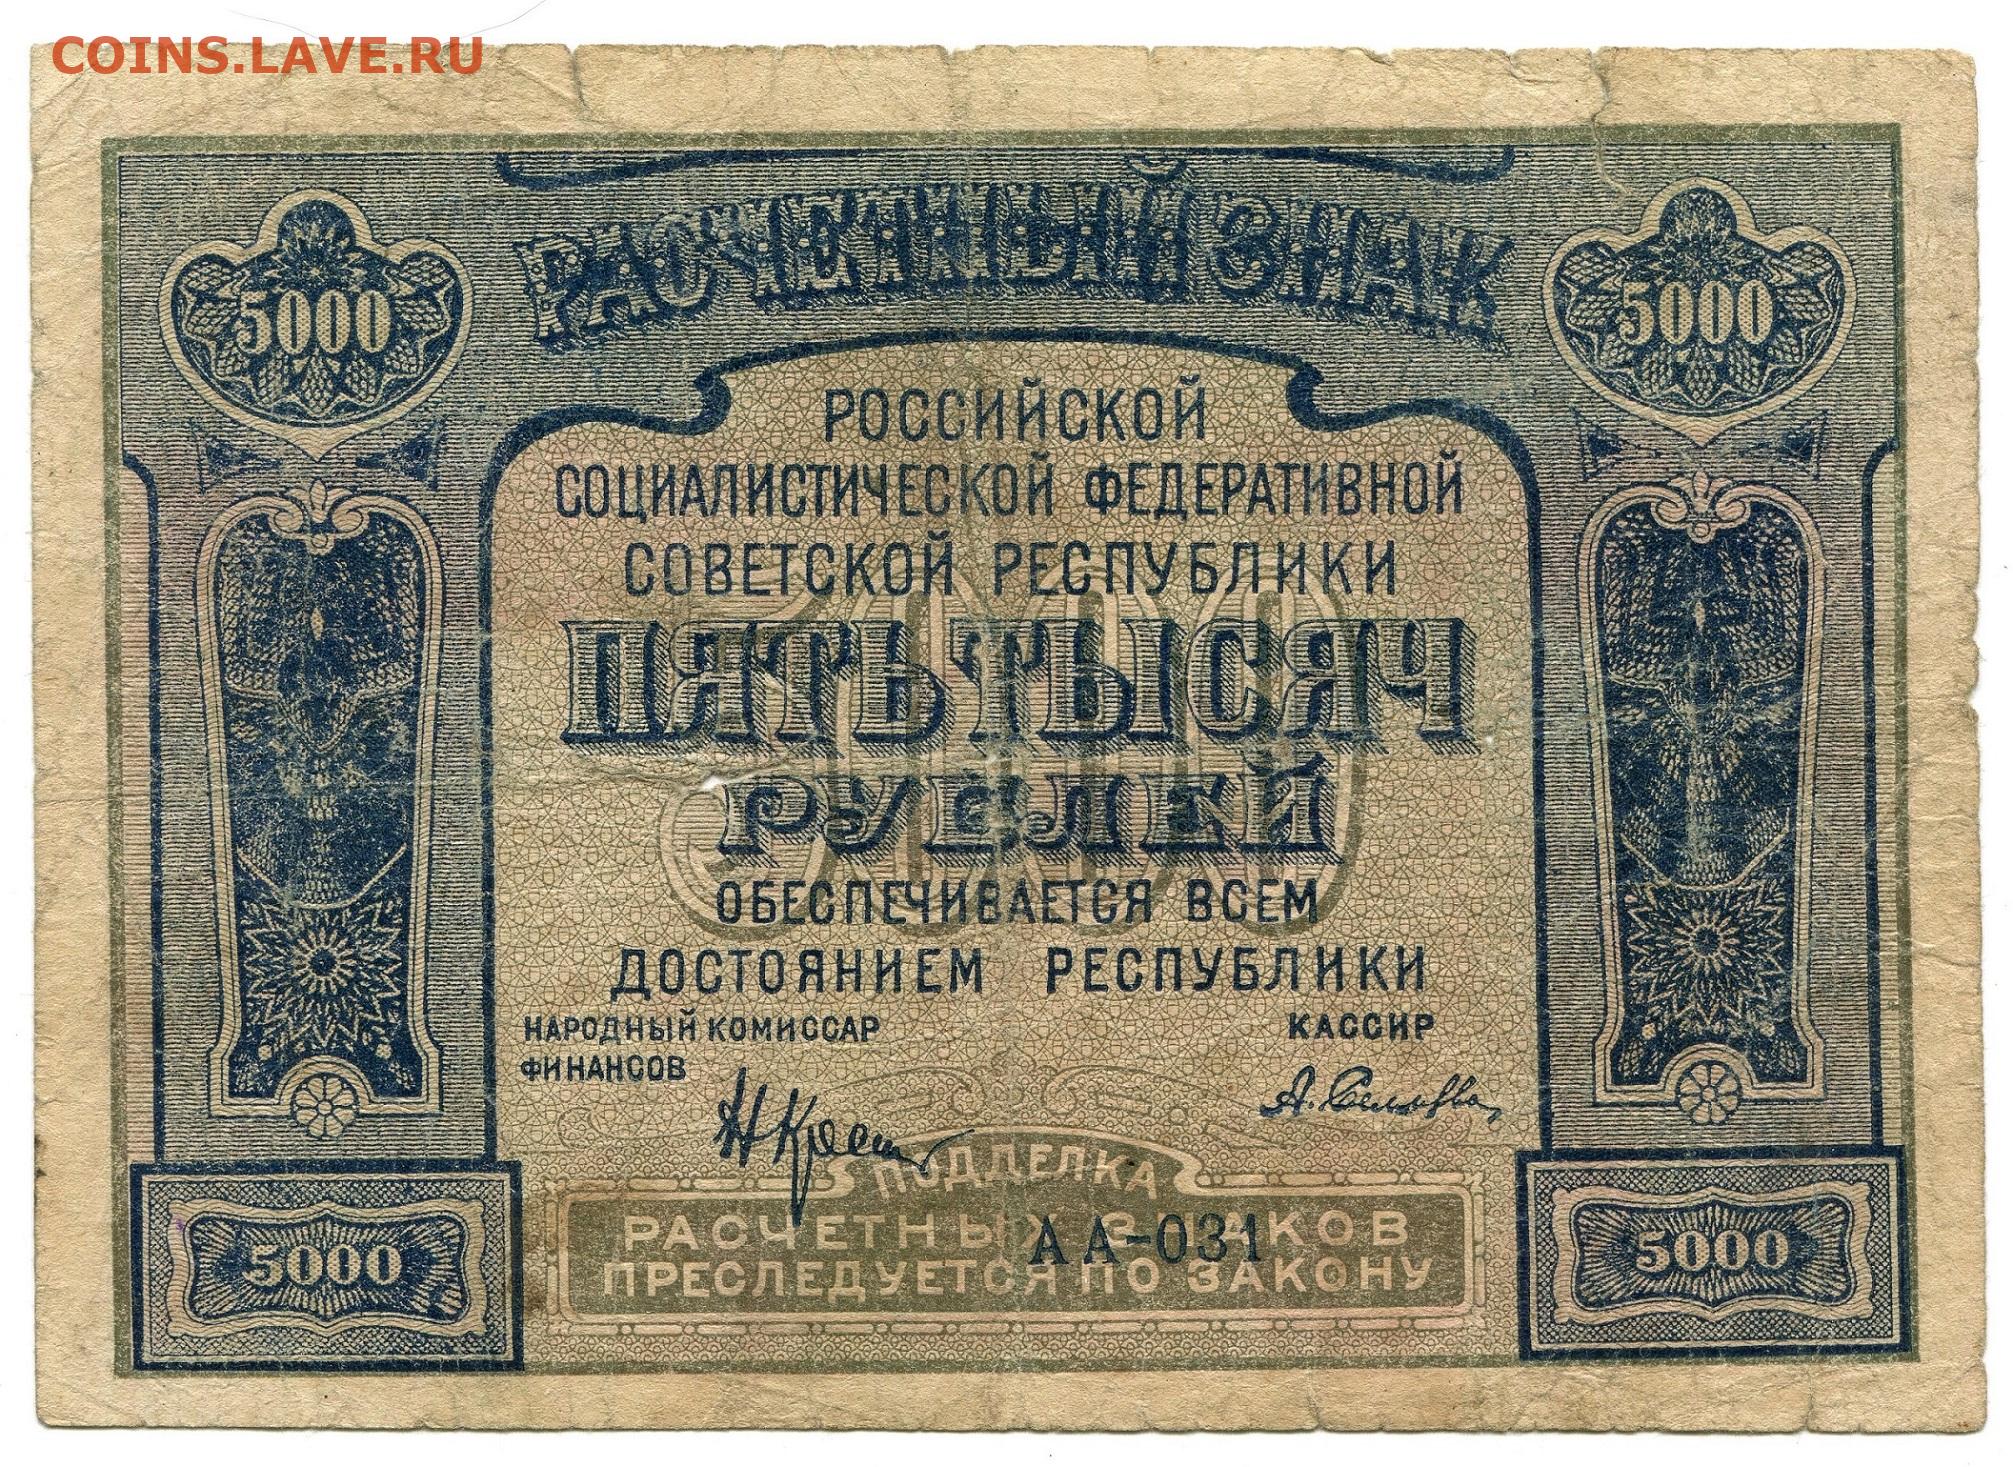 COINS.LAVE.RU
РАСЧЕТНЫЙ ЗНАК
5000 5000
РОССИЙСКОЙ
СОЦИАЛИСТИЧЕСКОЙ ФЕДЕРАТИВНОЙ
СОВЕТСКОЙ РЕСПУБЛИКИ
5000
ПЯТЬ ТЫСЯЧ
РУБЛЕЙ
ОБЕСПЕЧИВАЕТСЯ ВСЕМ
ДОСТОЯНИЕМ РЕСПУБЛИКИ
НАРОДНЫЙ КОМИССАР
ФИНАНСОВ
КАССИР
ПОДДЕЛКА
РАСЧЕТНЫХ ЗНАКОВ
АА-031
ПРЕСЛЕДУЕТСЯ ПО ЗАКОНУ
5000 5000